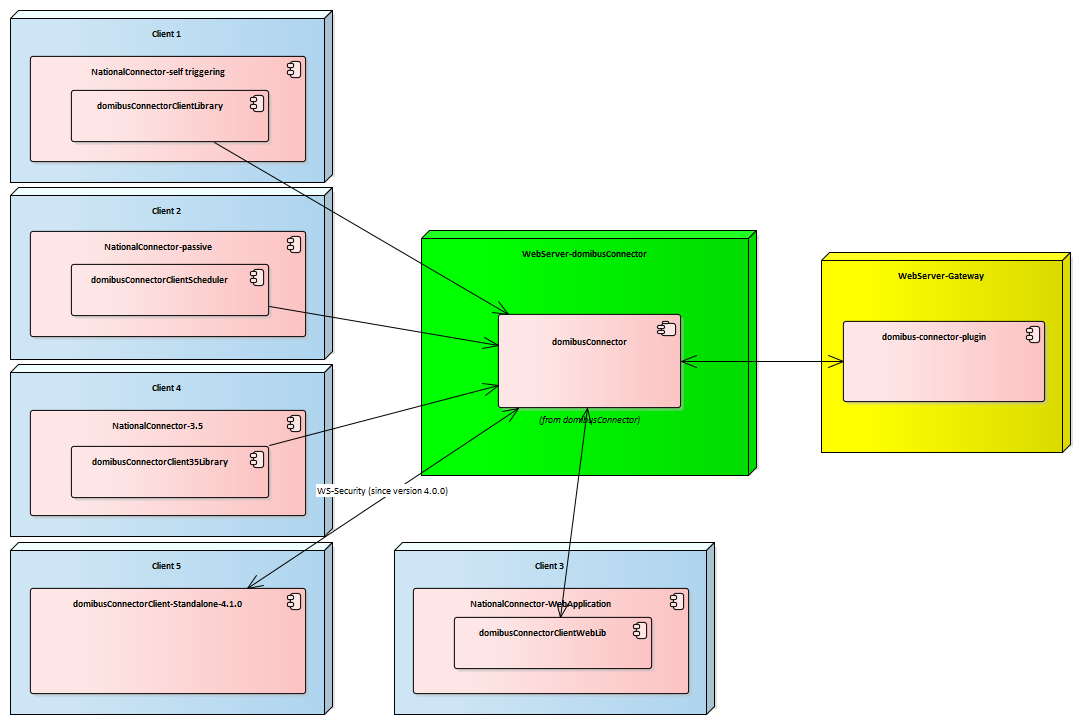 Client 1
NationalConnector-self triggering
domibusConnectorClientLibrary
Client 2
NationalConnector-passive
domibusConnectorClientScheduler
Client 4
NationalConnector-3.5
domibusConnectorClient35Library
WS-Security (since version 4.0.0)
Client 5
domibusConnectorClient-Standalone-4.1.0
WebServer-domibusConnector
domibusConnector
(from domibusConnector)
Client 3
NationalConnector-WebApplication
domibusConnectorClientWebLib
WebServer-Gateway
domibus-connector-plugin